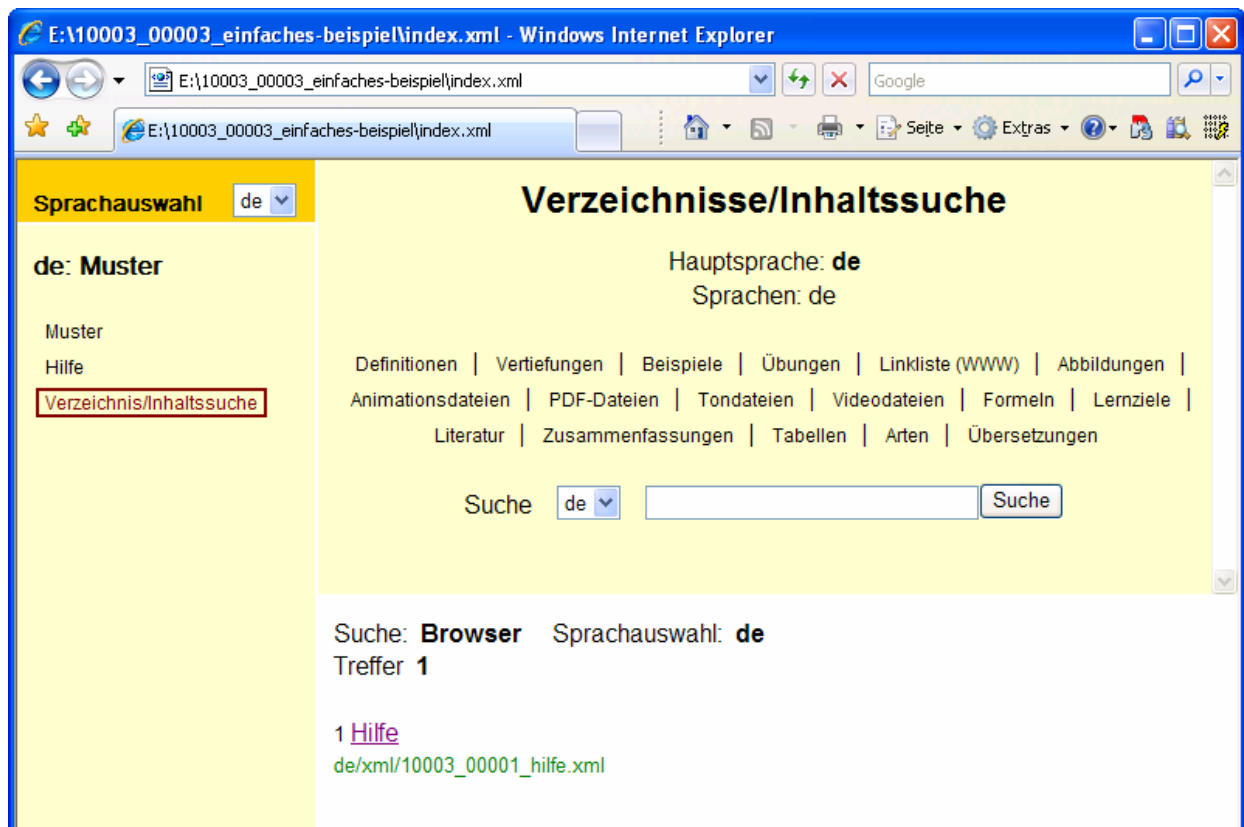 E:\10003_00003_einfaches-beispiel\index.xml - Windows Internet Explorer
E:\10003_00003_einfaches-beispiel\index.xml
Google
E:\10003_00003_einfaches-beispiel\index.xml
Seite
Extras
Sprachauswahl de
de: Muster
Muster
Hilfe
Verzeichnis/Inhaltssuche
Verzeichnisse/Inhaltssuche
Hauptsprache: de
Sprachen: de
Definitionen | Vertiefungen | Beispiele | Übungen | Linkliste (WWW) | Abbildungen |
Animationsdateien | PDF-Dateien | Tondateien | Videodateien | Formeln | Lernziele |
Literatur | Zusammenfassungen | Tabellen | Arten | Übersetzungen
Suche de Suche
Suche: Browser Sprachauswahl: de
Treffer 1
1 Hilfe
de/xml/10003_00001_hilfe.xml